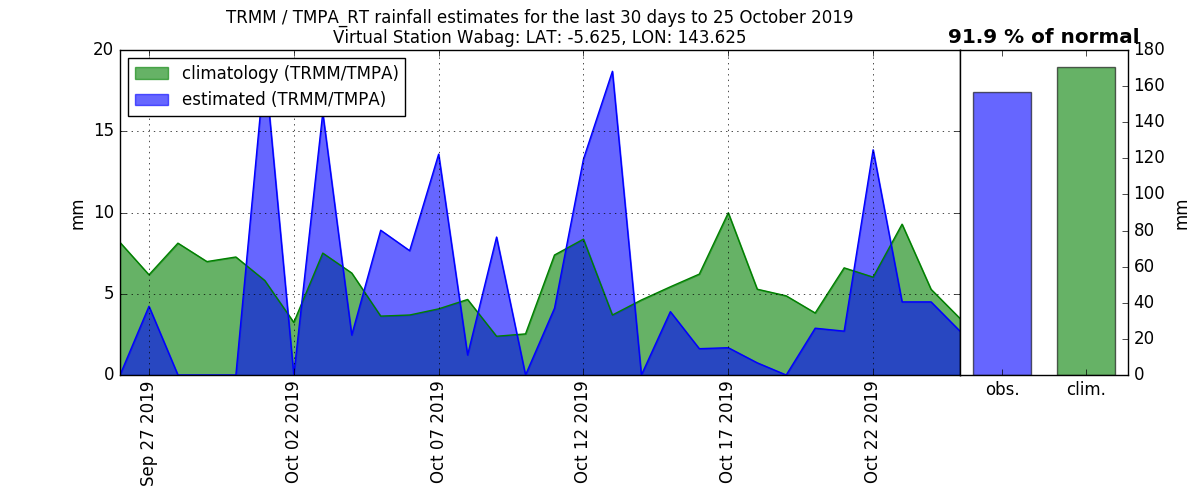 TRMM / TMPA_RT rainfall estimates for the last 30 days to 25 October 2019
Virtual Station Wabag: LAT: -5.625, LON: 143.625
91.9 % of normal
climatology (TRMM/TMPA)
estimated (TRMM/TMPA)
20
15
10
5
0
mm
180
160
140
120
100
80
60
40
20
0
mm
obs.
clim.
Sep 27 2019
Oct 02 2019
Oct 07 2019
Oct 12 2019
Oct 17 2019
Oct 22 2019